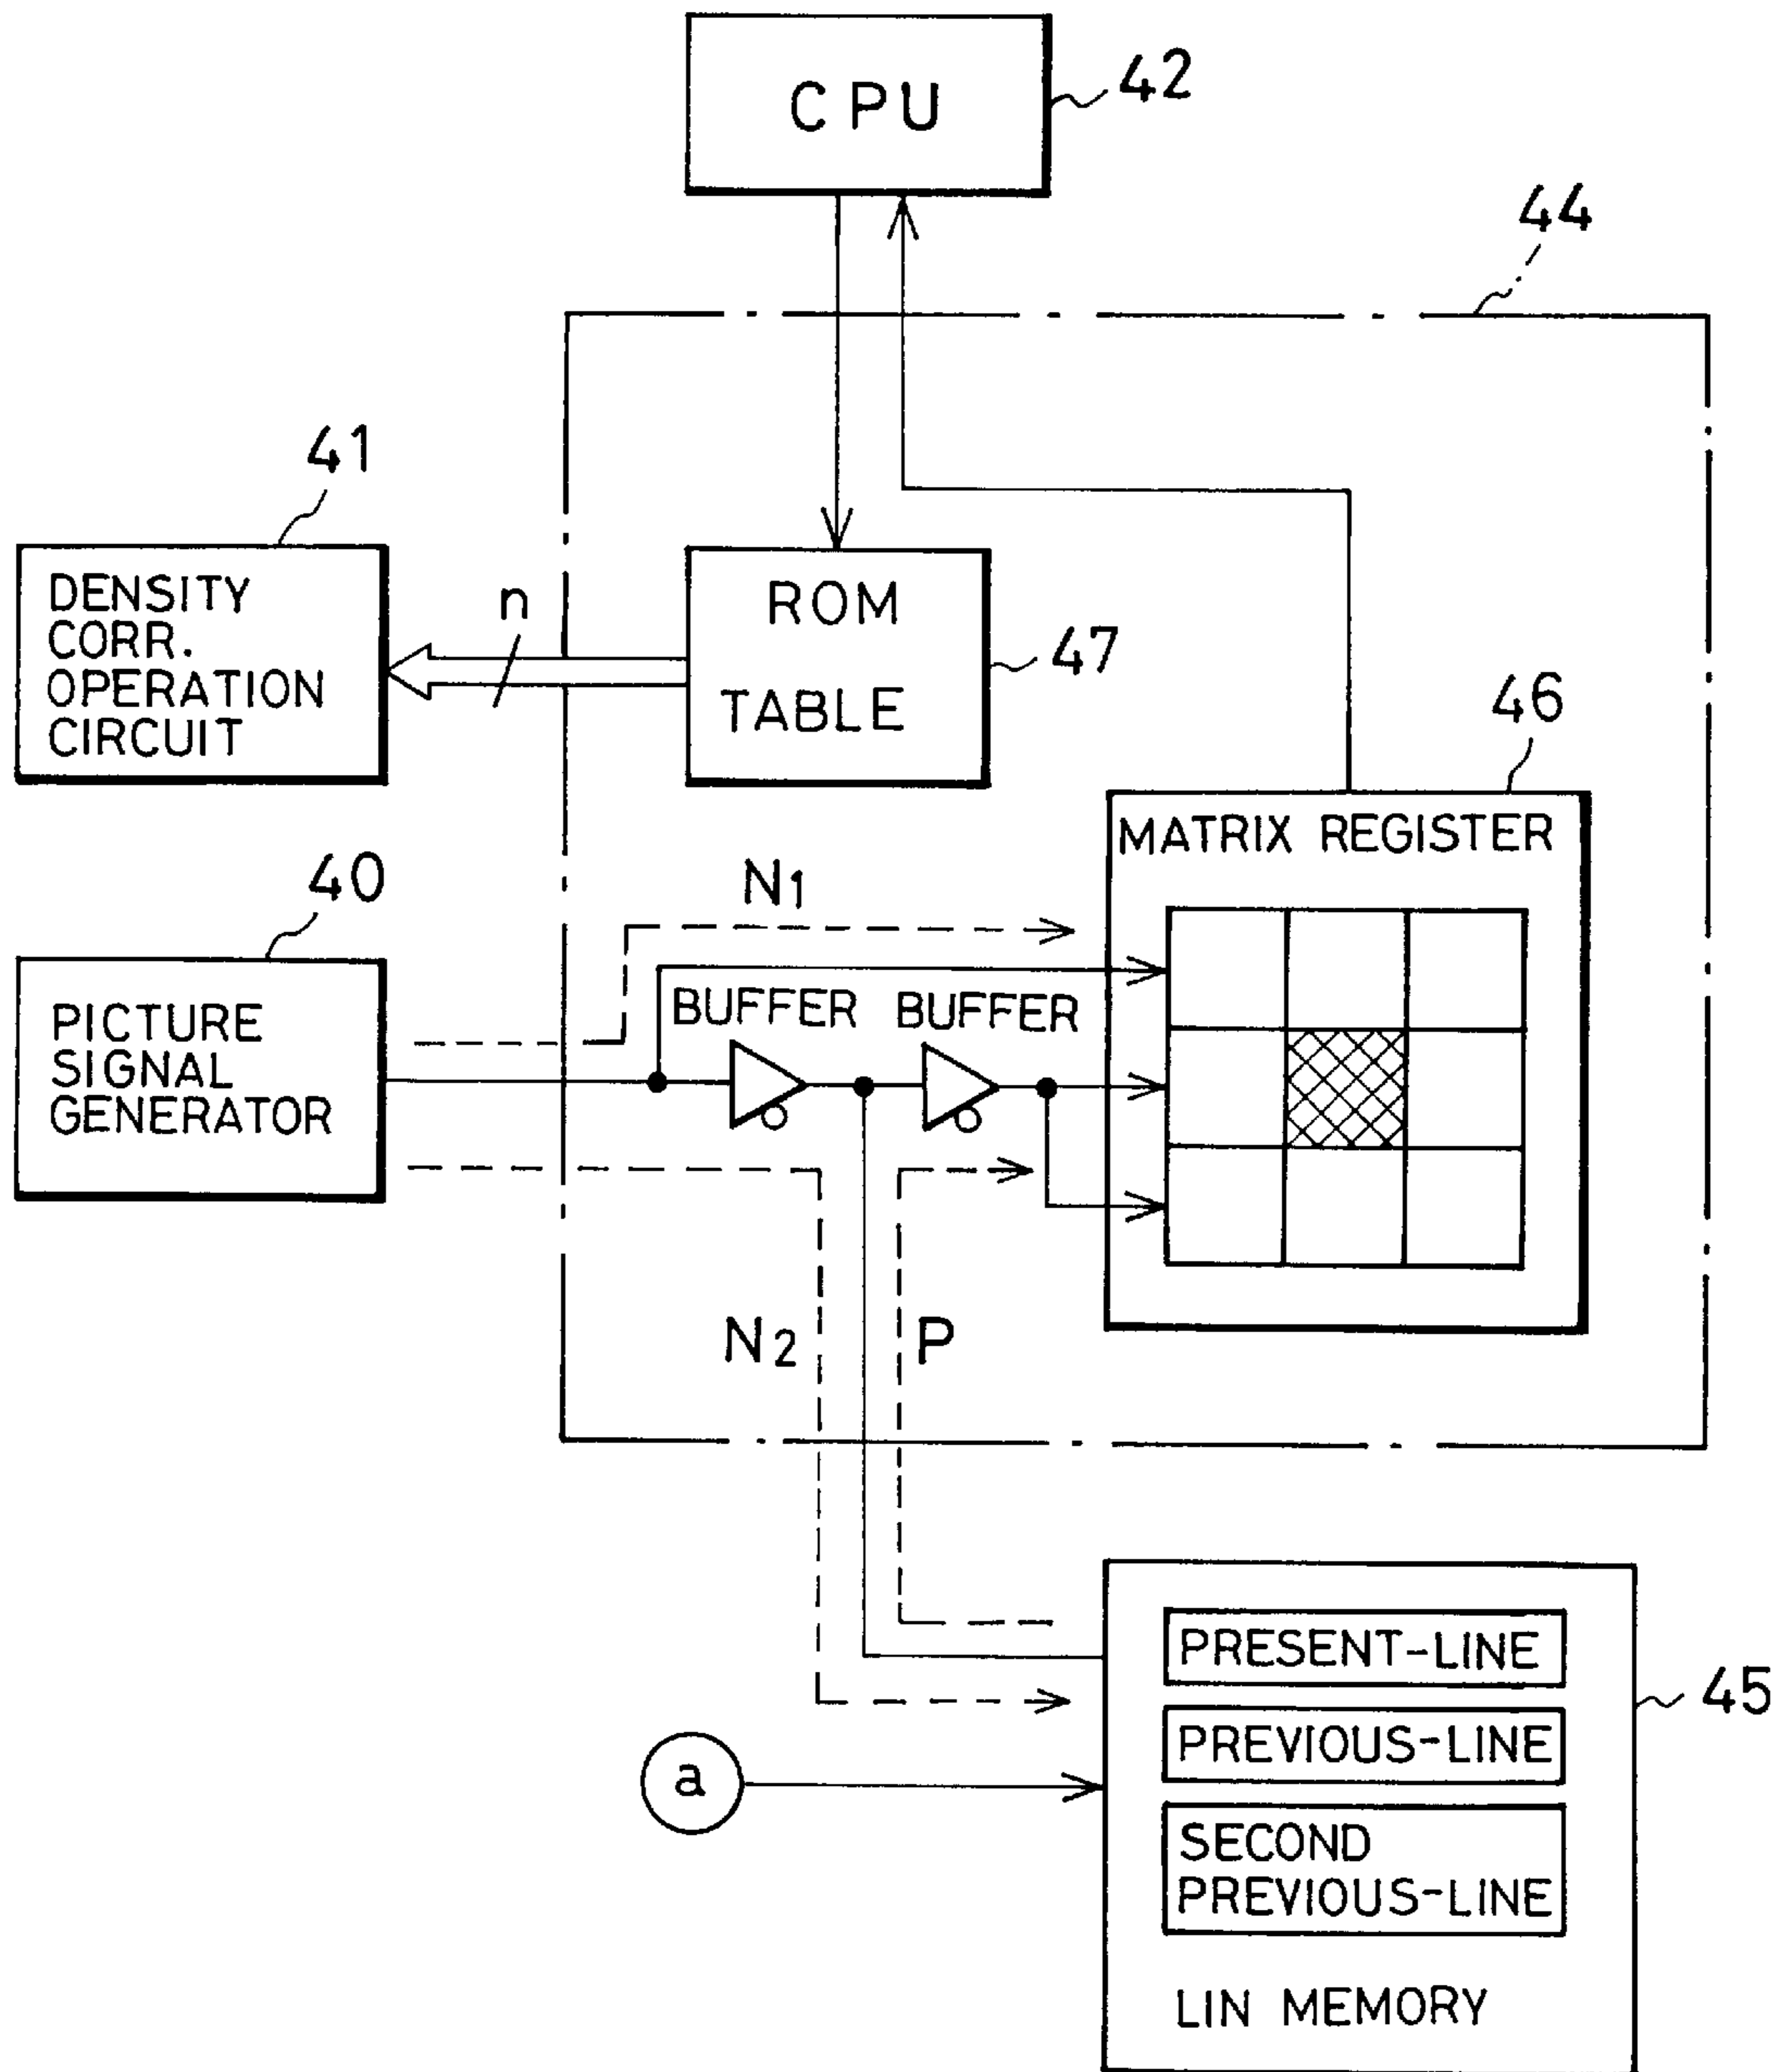 CPU
42
44
41
DENSITY
CORR.
OPERATION
CIRCUIT
n
ROM
TABLE
47
46
MATRIX REGISTER
40
N1
PICTURE
SIGNAL
GENERATOR
BUFFER
BUFFER
N2
P
45
PRESENT-LINE
PREVIOUS-LINE
SECOND
PREVIOUS-LINE
LIN MEMORY
a